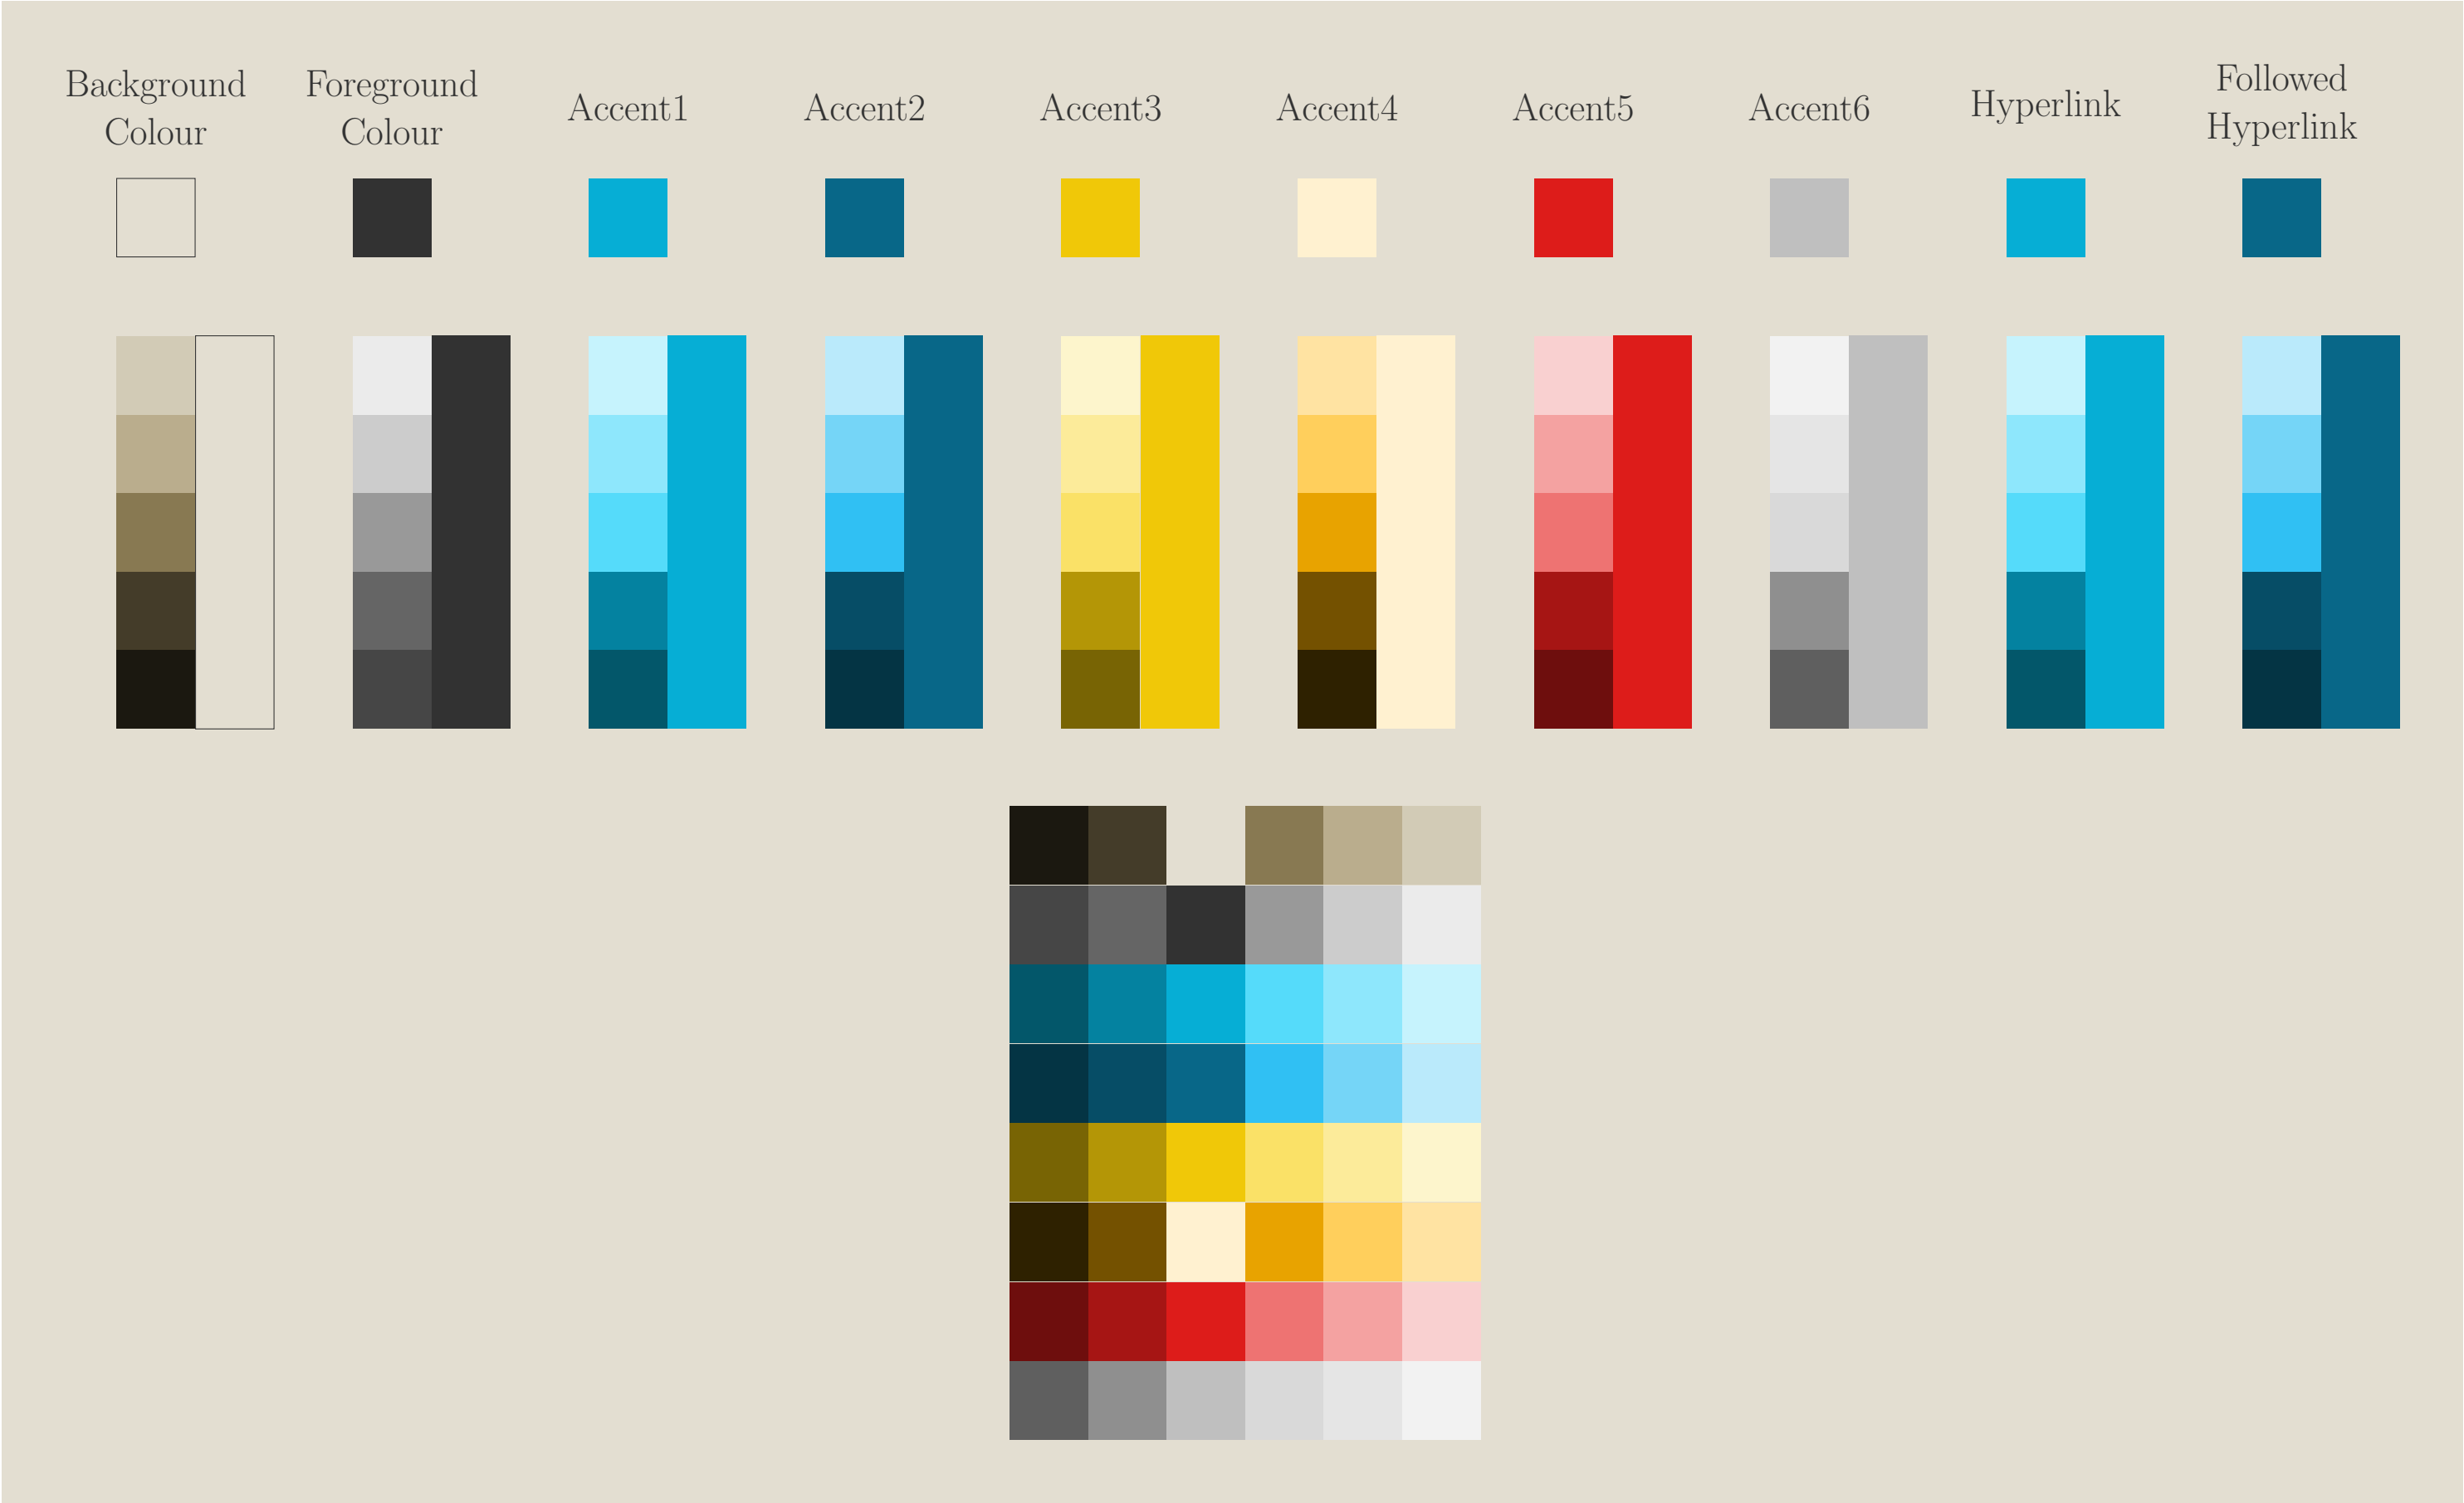 Background
Colour
Foreground
Colour
Accent1
Accent2
Accent3
Accent4
Accent5
Accent6
Hyperlink
Followed
Hyperlink